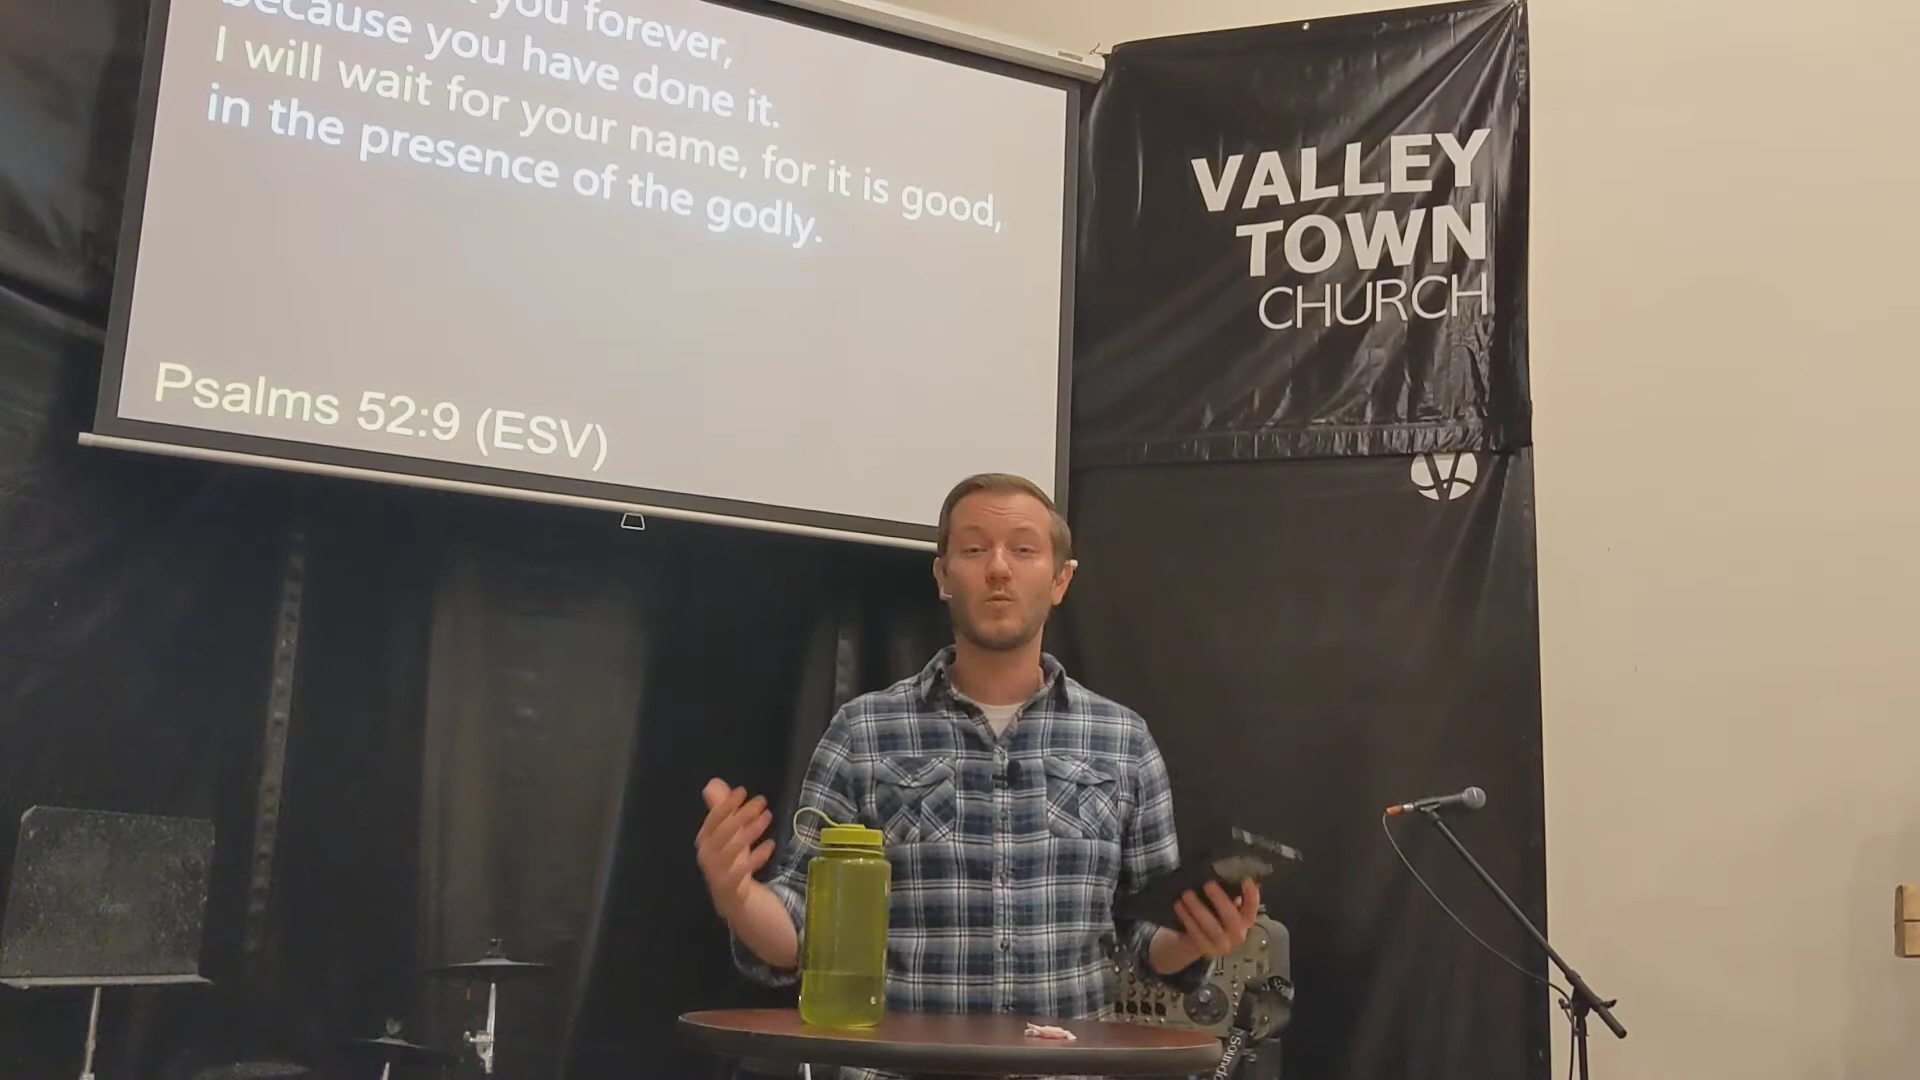 you forever,
because you have done it.
I will wait for your name, for it is good,
in the presence of the godly.
Psalms 52:9 (ESV)
VALLEY
TOWN
CHURCH